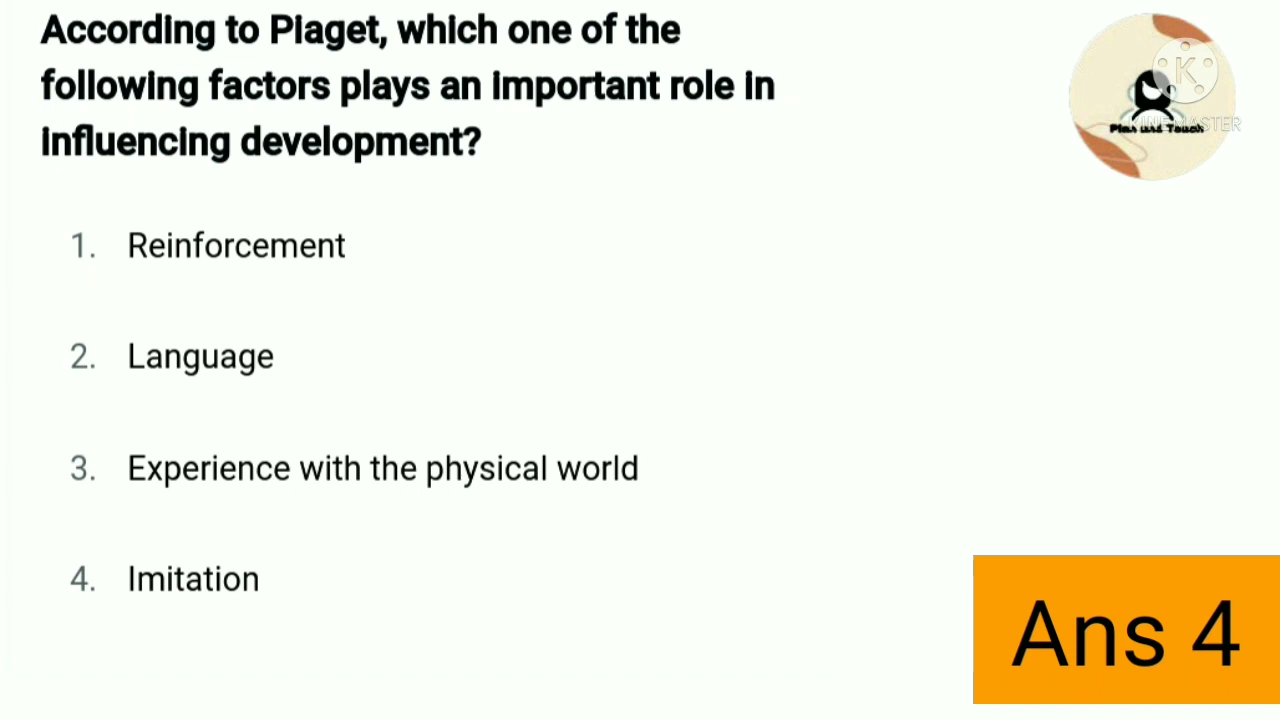 According to Piaget, which one of the
following factors plays an important role in
influencing development?
1. Reinforcement
2. Language
3. Experience with the physical world
4. Imitation
Ans 4
K
KINEMASTER